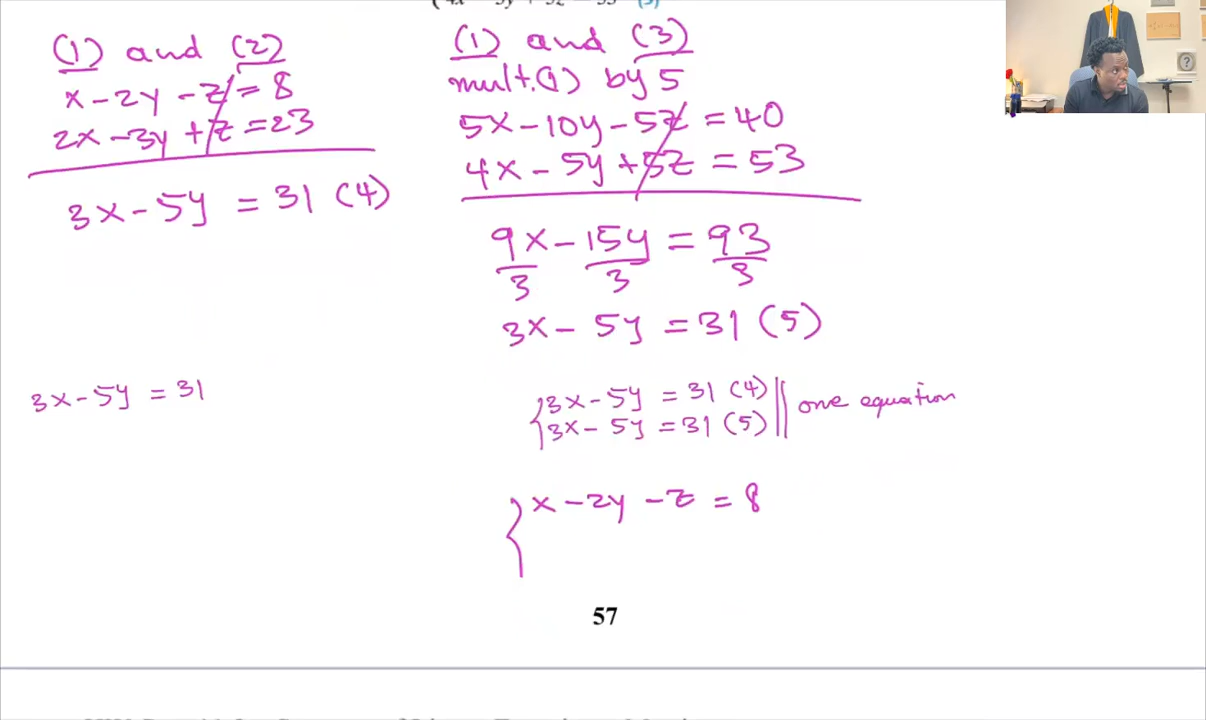 (1) and (2)
x - 2y - z = 8
2x - 3y + z = 23
3x - 5y = 31 (4)
(1) and (3)
mult.(1) by 5
5x - 10y - 5z = 40
4x - 5y + 5z = 53
9x - 15y = 93
3 3 3
3x - 5y = 31 (5)
3x - 5y = 31
{3x - 5y = 31 (4)
3x - 5y = 31 (5) || one equation
{x - 2y - z = 8
57